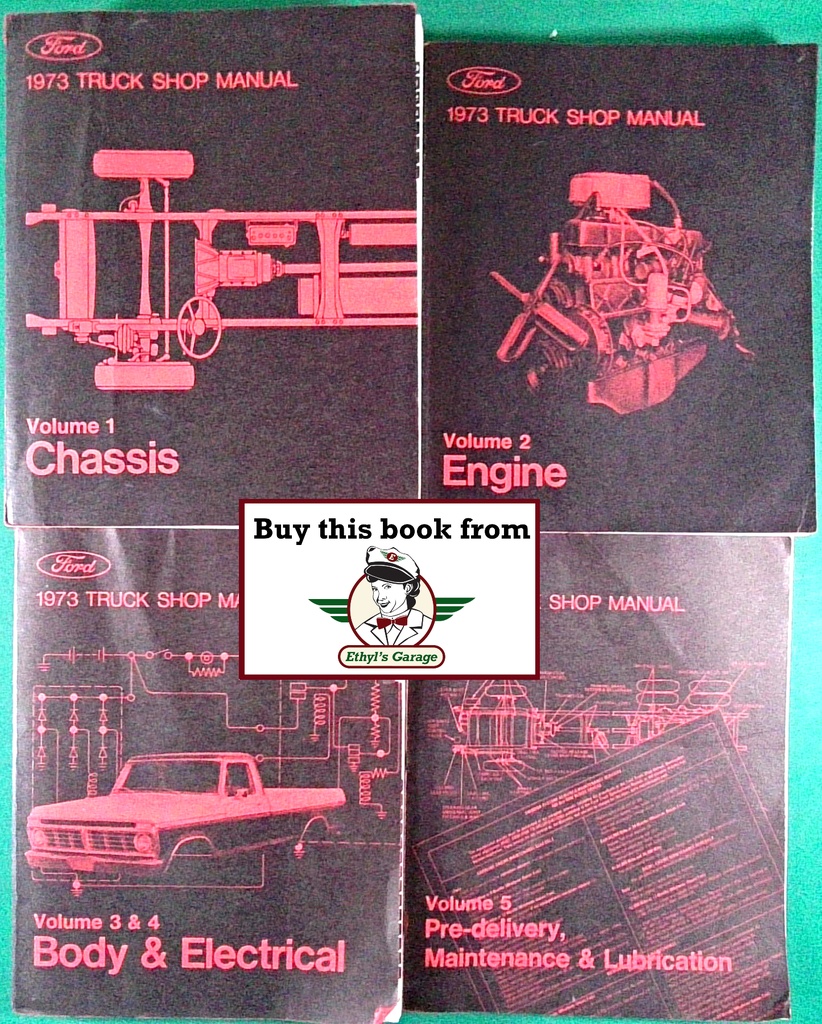 Ford
1973 TRUCK SHOP MANUAL
Volume 1
Chassis
Ford
1973 TRUCK SHOP MANUAL
Volume 2
Engine
Buy this book from
E
Ethyl's Garage
Ford
1973 TRUCK SHOP MA
Volume 3 & 4
Body & Electrical
SHOP MANUAL
Volume 5
Pre-delivery,
Maintenance & Lubrication